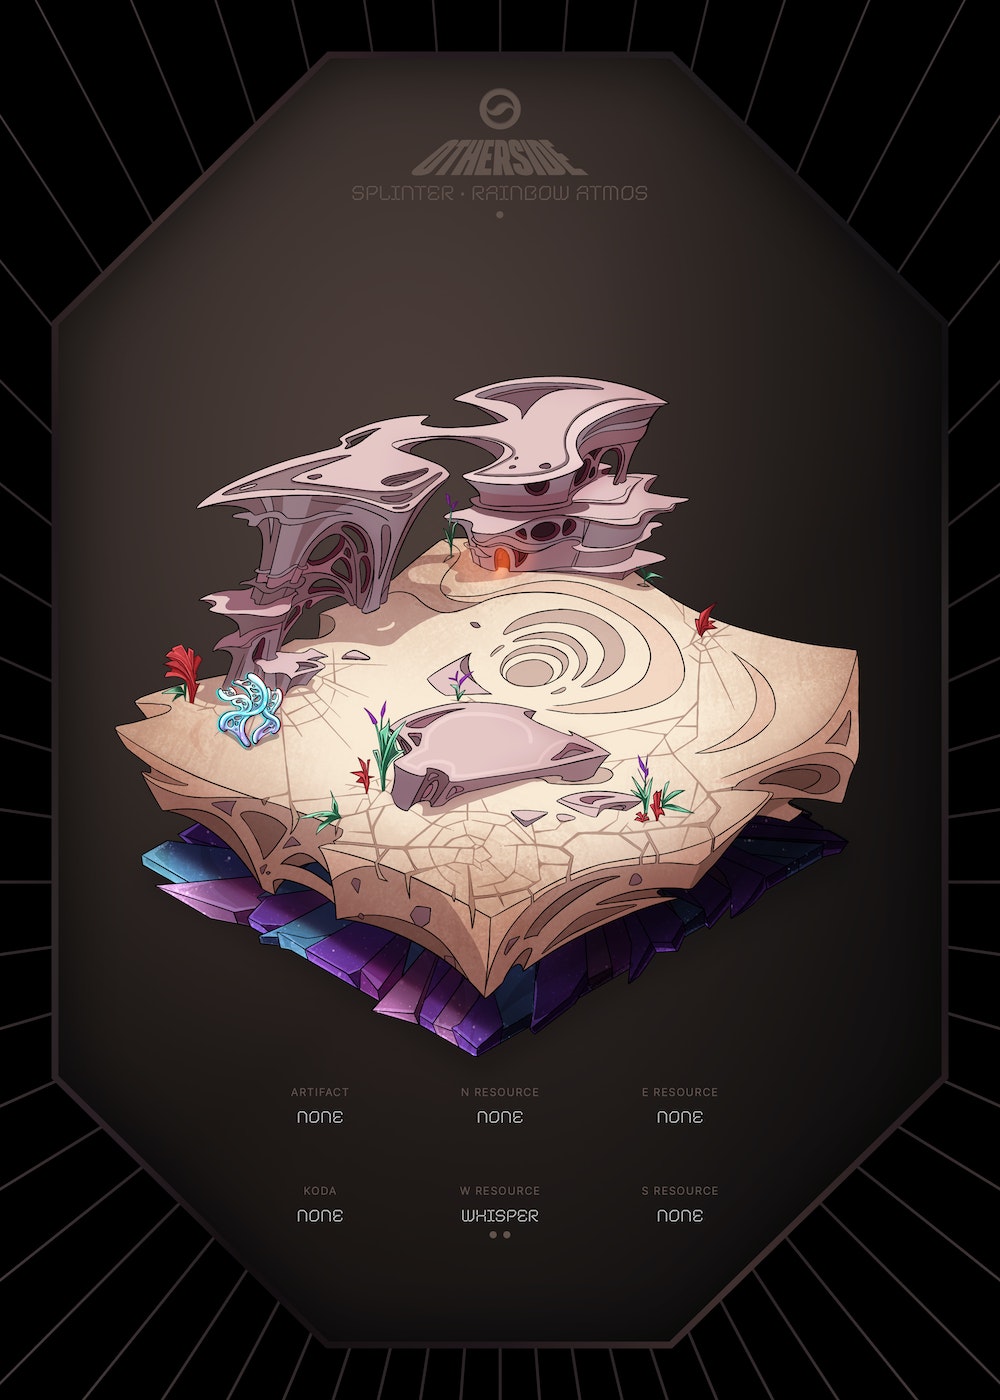 OTHERSIDE
SPLINTER · RAINBOW ATMOS
ARTIFACT N RESOURCE E RESOURCE
NONE NONE NONE
KODA W RESOURCE S RESOURCE
NONE WHISPER NONE